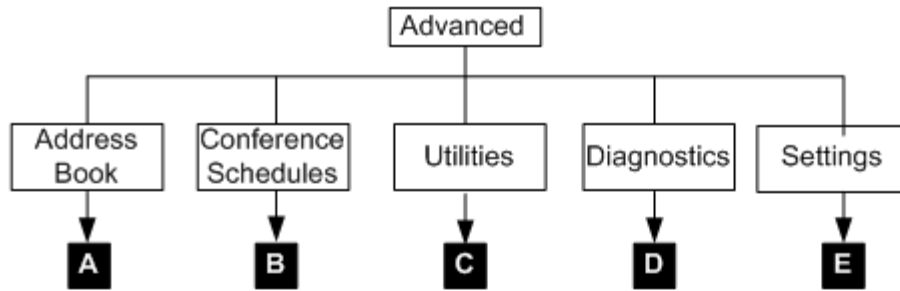 Advanced
Address
Book
Conference
Schedules
Utilities
Diagnostics
Settings
A
B
C
D
E